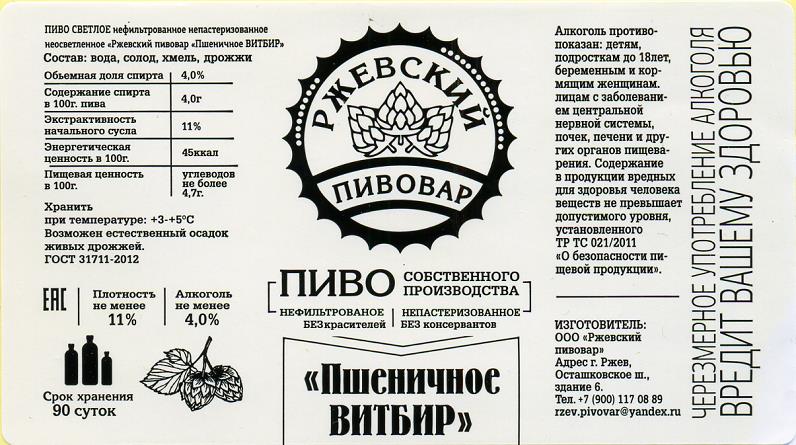 ПИВО СВЕТЛОЕ нефильтрованное непастеризованное
неосветленное «Ржевский пивовар «Пшеничное ВИТБИР»
Состав: вода, солод, хмель, дрожжи
Обьемная доля спирта 4,0%
Содержание спирта
в 100г. пива 4,0г
Экстрактивность
начального сусла 11%
Энергетическая
ценность в 100г. 45ккал
Пищевая ценность
в 100г. углеводов
не более
4,7г.
Хранить
при температуре: +3-+5°С
Возможен естественный осадок
живых дрожжей.
ГОСТ 31711-2012
ЕАС
Плотность
не менее
11%
Алкоголь
не менее
4,0%
Срок хранения
90 суток
РЖЕВСКИЙ
ПИВОВАР
ПИВО СОБСТВЕННОГО
ПРОИЗВОДСТВА
НЕФИЛЬТРОВАНОЕ
БЕЗ красителей
НЕПАСТЕРИЗОВАННОЕ
БЕЗ консервантов
«Пшеничное
ВИТБИР»
Алкоголь противо-
показан: детям,
подросткам до 18лет,
беременным и кор-
мящим женщинам.
лицам с заболевани-
ем центральной
нервной системы,
почек, печени и дру-
гих органов пищева-
рения. Содержание
в продукции вредных
для здоровья человека
веществ не превышает
допустимого уровня,
установленного
ТР ТС 021/2011
«О безопасности пи-
щевой продукции».
ИЗГОТОВИТЕЛЬ:
ООО «Ржевский
пивовар»
Адрес г. Ржев,
Осташковское ш.,
здание 6.
Тел. +7 (900) 117 08 89
rzev.pivovar@yandex.ru
ЧЕРЕЗМЕРНОЕ УПОТРЕБЛЕНИЕ АЛКОГОЛЯ
ВРЕДИТ ВАШЕМУ ЗДОРОВЬЮ